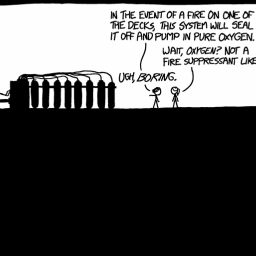 IN THE EVENT OF A FIRE ON ONE OF
THE DECKS, THIS SYSTEM WILL SEAL
IT OFF AND PUMP IN PURE OXYGEN.
WAIT, OXYGEN? NOT A
FIRE SUPPRESSANT LIKE
UGH, BORING.